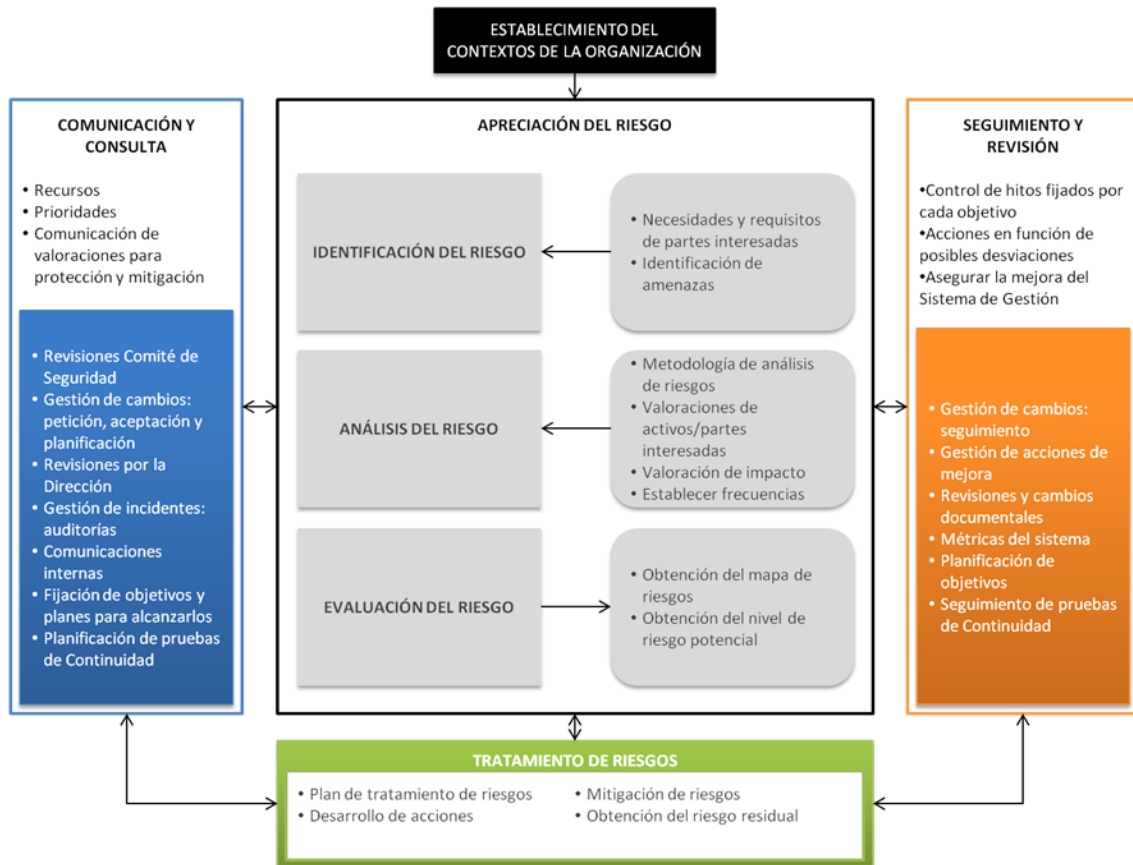 ESTABLECIMIENTO DEL
CONTEXTOS DE LA ORGANIZACIÓN
COMUNICACIÓN Y
CONSULTA
• Recursos
• Prioridades
• Comunicación de
valoraciones para
protección y mitigación
• Revisiones Comité de
Seguridad
• Gestión de cambios:
petición, aceptación y
planificación
• Revisiones por la
Dirección
• Gestión de incidentes:
auditorías
• Comunicaciones
internas
• Fijación de objetivos y
planes para alcanzarlos
• Planificación de pruebas
de Continuidad
APRECIACIÓN DEL RIESGO
IDENTIFICACIÓN DEL RIESGO
• Necesidades y requisitos
de partes interesadas
• Identificación de
amenazas
ANÁLISIS DEL RIESGO
• Metodología de análisis
de riesgos
• Valoraciones de
activos/partes
interesadas
• Valoración de impacto
• Establecer frecuencias
EVALUACIÓN DEL RIESGO
• Obtención del mapa de
riesgos
• Obtención del nivel de
riesgo potencial
SEGUIMIENTO Y
REVISIÓN
•Control de hitos fijados por
cada objetivo
•Acciones en función de
posibles desviaciones
•Asegurar la mejora del
Sistema de Gestión
• Gestión de cambios:
seguimiento
• Gestión de acciones de
mejora
• Revisiones y cambios
documentales
• Métricas del sistema
• Planificación de
objetivos
• Seguimiento de pruebas
de Continuidad
TRATAMIENTO DE RIESGOS
• Plan de tratamiento de riesgos
• Desarrollo de acciones
• Mitigación de riesgos
• Obtención del riesgo residual